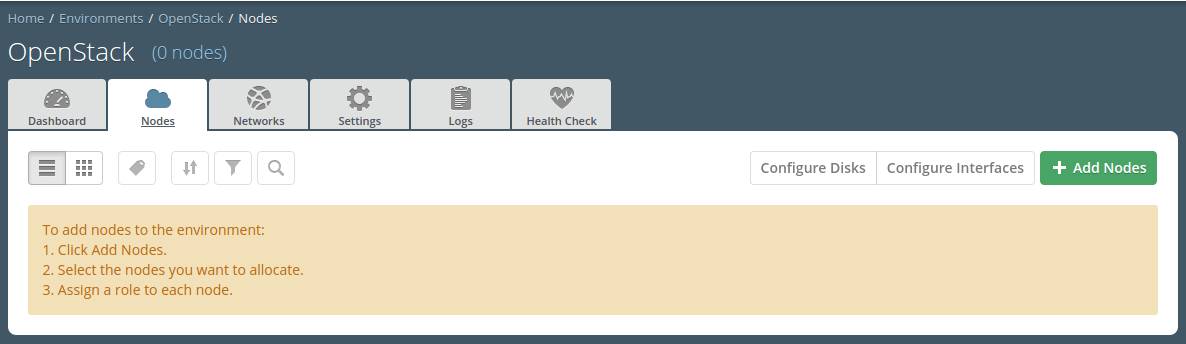 Home / Environments / OpenStack / Nodes
OpenStack (0 nodes)
Dashboard Nodes Networks Settings Logs Health Check
Configure Disks Configure Interfaces + Add Nodes
To add nodes to the environment:
1. Click Add Nodes.
2. Select the nodes you want to allocate.
3. Assign a role to each node.